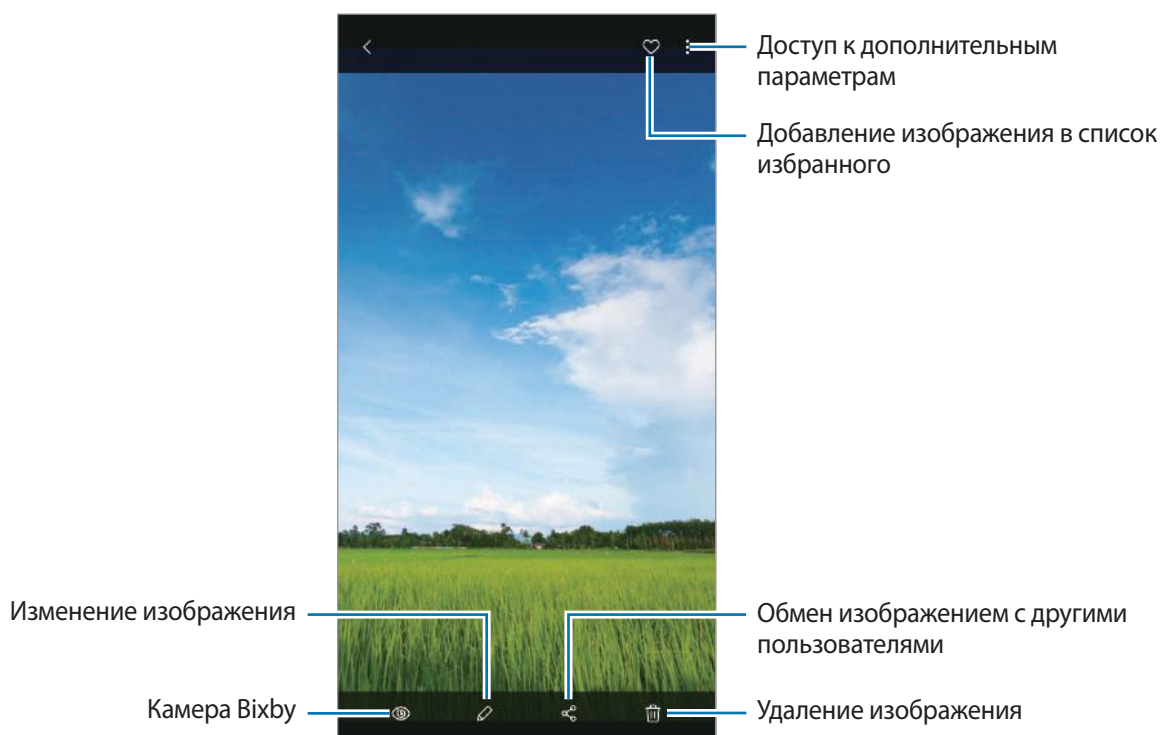 Доступ к дополнительным
параметрам
Добавление изображения в список
избранного
Изменение изображения
Обмен изображением с другими
пользователями
Камера Bixby
Удаление изображения